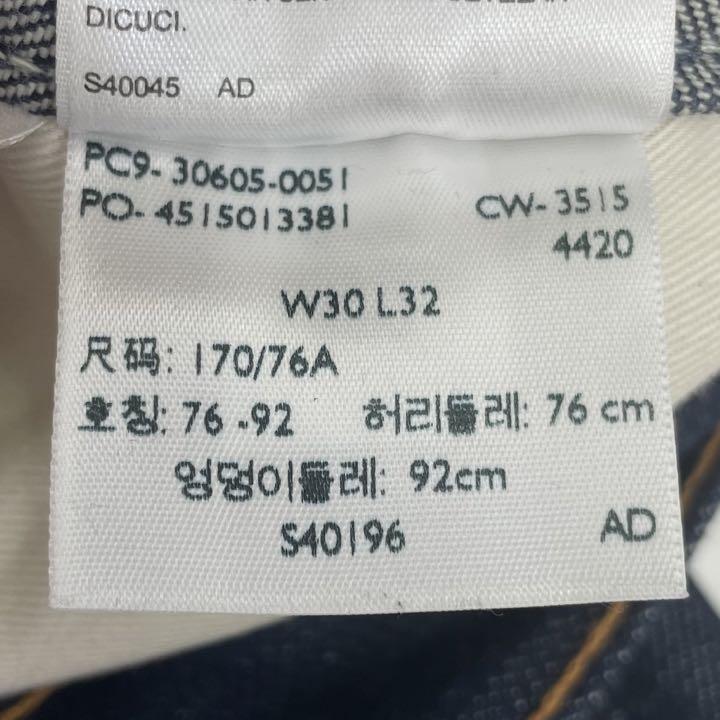 DICUCI.
S40045 AD
PC9-30605-0051
PO-4515013381
CW-3515
4420
W30 L32
尺码: 170/76A
호칭: 76-92 허리둘레: 76 cm
엉덩이둘레: 92cm
S40196 AD